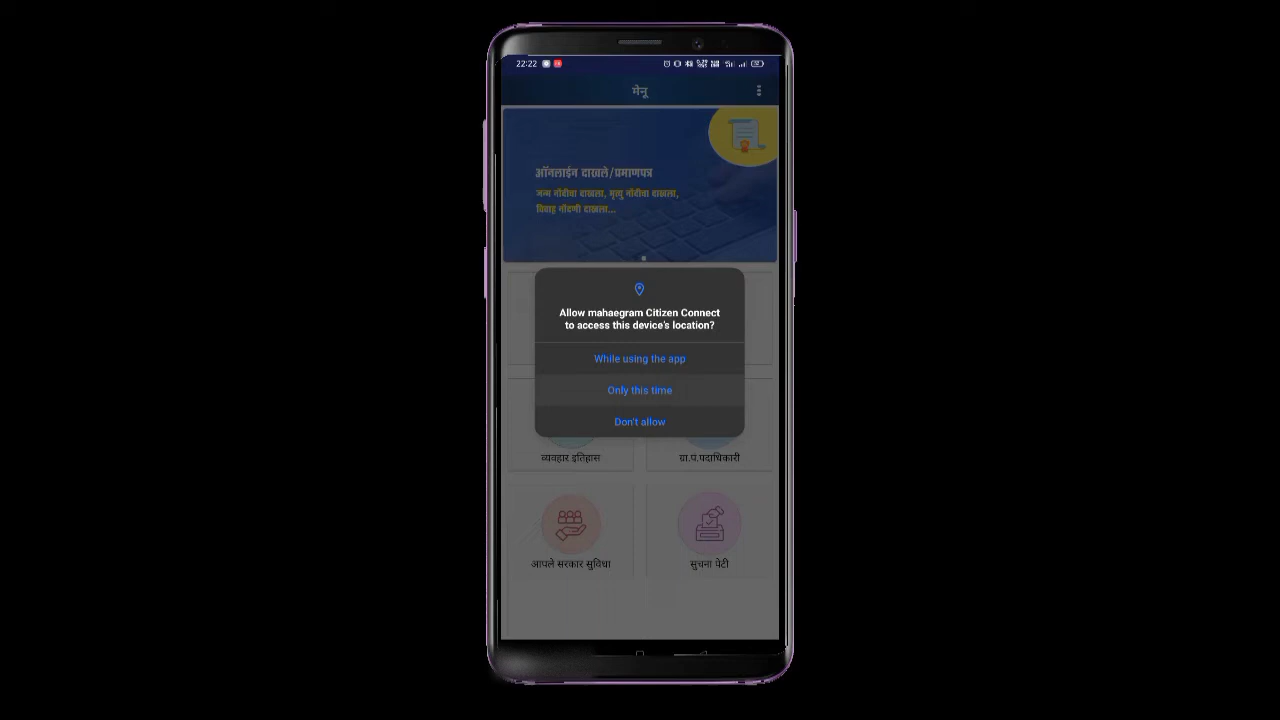 22:22
मेनू
ऑनलाईन दाखले/प्रमाणपत्र
जन्म नोंदीचा दाखला, मृत्यु नोंदीचा दाखला,
विवाह नोंदणी दाखला...
Allow mahaegram Citizen Connect
to access this device's location?
While using the app
Only this time
Don't allow
व्यवहार इतिहास
ग्रा.पं.पदाधिकारी
आपले सरकार सुविधा
सुचना पेटी